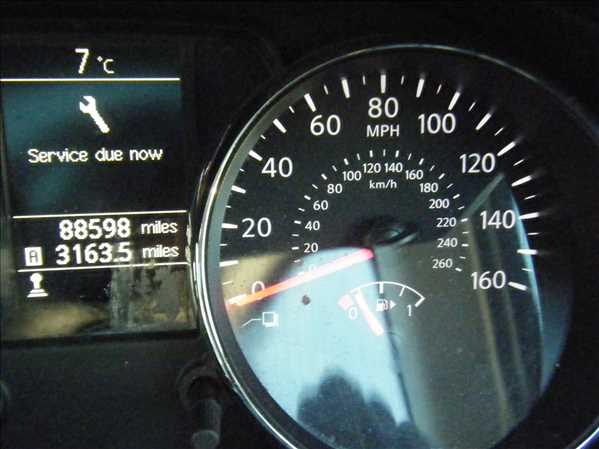 7 °C
Service due now
88598 miles
A 3163.5 miles
0 20 40 60 80 100 120 140 160
MPH
0 20 40 60 80 100 120 140 160 180 200 220 240 260
km/h
0 1